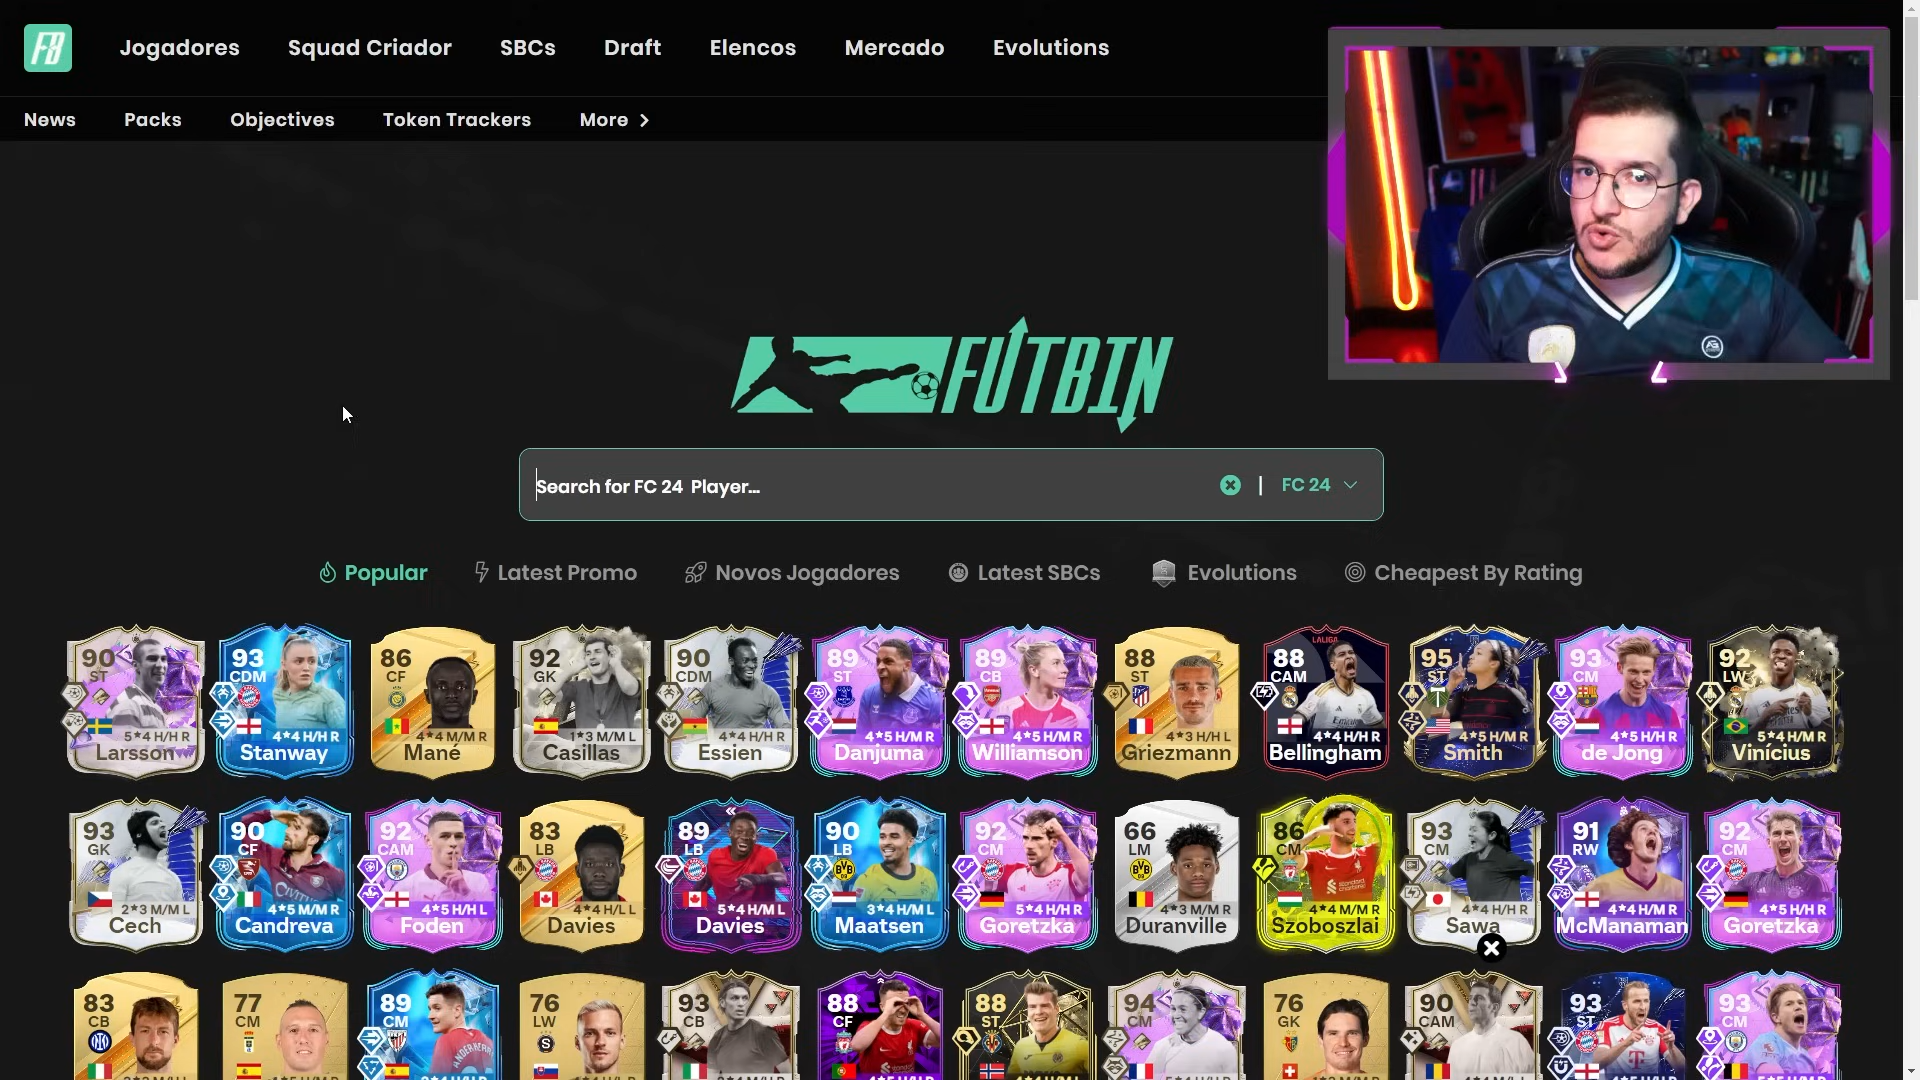 FB
Jogadores Squad Criador SBCs Draft Elencos Mercado Evolutions
News Packs Objectives Token Trackers More
FUTBIN
Search for FC 24 Player... | FC 24
Popular Latest Promo Novos Jogadores Latest SBCs Evolutions Cheapest By Rating
90 ST 5★4 H/H R Larsson
93 CDM 4★4 H/H R Stanway
86 CF 4★4 M/M R Mané
92 GK 1★3 M/M L Casillas
90 CDM 4★4 H/H R Essien
89 ST 4★5 H/M R Danjuma
89 CB 4★5 H/M R Williamson
88 ST 4★3 H/H L Griezmann
LALIGA 88 CAM 4★4 H/H R Bellingham
95 ST 4★5 H/M R Smith
93 CM 4★5 H/H R de Jong
92 LW 5★4 H/M R Vinícius
93 GK 2★3 M/M L Cech
90 CF 4★5 M/M R Candreva
92 CAM 4★5 H/H L Foden
83 LB 4★4 H/L L Davies
89 LB 5★4 H/M L Davies
90 LB 3★4 H/M L Maatsen
92 CM 5★4 H/H R Goretzka
66 LM 4★3 M/M R Duranville
86 CM 4★4 M/M R Szoboszlai
93 CM 4★4 H/H R Sawa
91 RW 4★4 H/M R McManaman
92 CM 4★5 H/H R Goretzka
83 CB
77 CM
89 CM
76 LW
93 CB
88 CF
88 ST
94 CM
76 GK
90 CAM
93 ST
93 CM